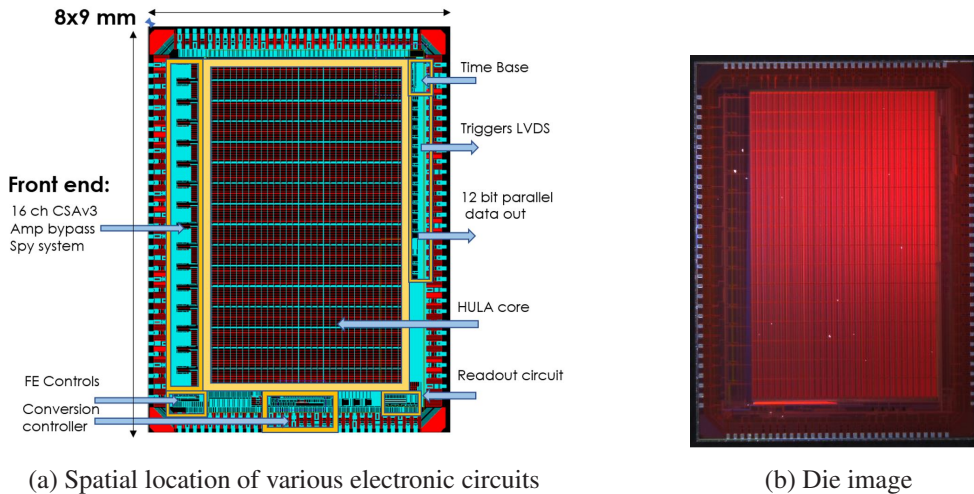 8x9 mm
Time Base
Triggers LVDS
12 bit parallel
data out
Front end:
16 ch CSAv3
Amp bypass
Spy system
HULA core
Readout circuit
FE Controls
Conversion
controller
(a) Spatial location of various electronic circuits
(b) Die image